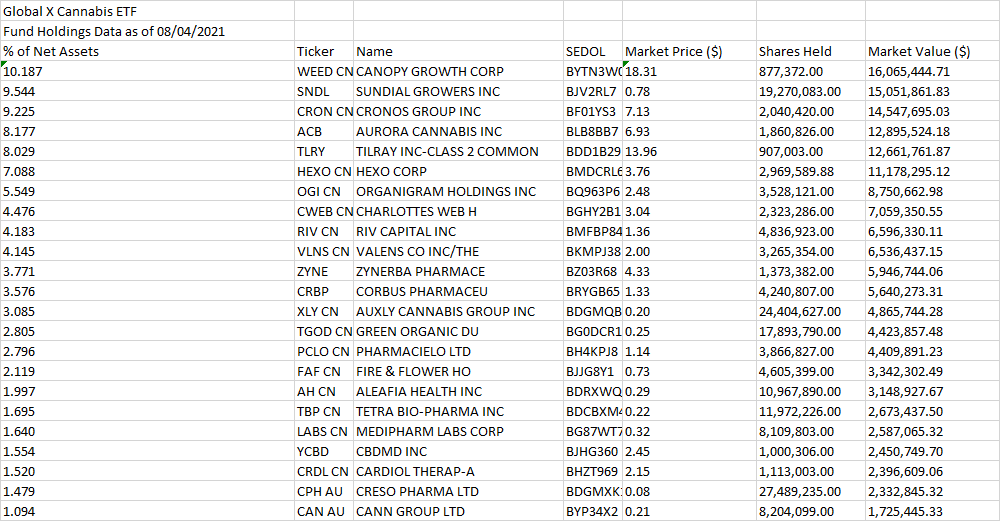 Global X Cannabis ETF
Fund Holdings Data as of 08/04/2021
% of Net Assets Ticker Name SEDOL Market Price ($) Shares Held Market Value ($)
10.187 WEED CN CANOPY GROWTH CORP BYTN3W 18.31 877,372.00 16,065,444.71
9.544 SNDL SUNDIAL GROWERS INC BJV2RL7 0.78 19,270,083.00 15,051,861.83
9.225 CRON CN CRONOS GROUP INC BF01YS3 7.13 2,040,420.00 14,547,695.03
8.177 ACB AURORA CANNABIS INC BLB8BB7 6.93 1,860,826.00 12,895,524.18
8.029 TLRY TILRAY INC-CLASS 2 COMMON BDD1B29 13.96 907,003.00 12,661,761.87
7.088 HEXO CN HEXO CORP BMDCRL6 3.76 2,969,589.88 11,178,295.12
5.549 OGI CN ORGANIGRAM HOLDINGS INC BQ963P6 2.48 3,528,121.00 8,750,662.98
4.476 CWEB CN CHARLOTTES WEB H BGHY2B1 3.04 2,323,286.00 7,059,350.55
4.183 RIV CN RIV CAPITAL INC BMFBP84 1.36 4,836,923.00 6,596,330.11
4.145 VLNS CN VALENS CO INC/THE BKMPJ38 2.00 3,265,354.00 6,536,437.15
3.771 ZYNE ZYNERBA PHARMACE BZ03R68 4.33 1,373,382.00 5,946,744.06
3.576 CRBP CORBUS PHARMACEU BRYGB65 1.33 4,240,807.00 5,640,273.31
3.085 XLY CN AUXLY CANNABIS GROUP INC BDGMQB 0.20 24,404,627.00 4,865,744.28
2.805 TGOD CN GREEN ORGANIC DU BG0DCR1 0.25 17,893,790.00 4,423,857.48
2.796 PCLO CN PHARMACIELO LTD BH4KPJ8 1.14 3,866,827.00 4,409,891.23
2.119 FAF CN FIRE & FLOWER HO BJJG8Y1 0.73 4,605,399.00 3,342,302.49
1.997 AH CN ALEAFIA HEALTH INC BDRXWQ 0.29 10,967,890.00 3,148,927.67
1.695 TBP CN TETRA BIO-PHARMA INC BDCBXM4 0.22 11,972,226.00 2,673,437.50
1.640 LABS CN MEDIPHARM LABS CORP BG87WT7 0.32 8,109,803.00 2,587,065.32
1.554 YCBD CBDMD INC BJHG360 2.45 1,000,306.00 2,450,749.70
1.520 CRDL CN CARDIOL THERAP-A BHZT969 2.15 1,113,003.00 2,396,609.06
1.479 CPH AU CRESO PHARMA LTD BDGMXK 0.08 27,489,235.00 2,332,845.32
1.094 CAN AU CANN GROUP LTD BYP34X2 0.21 8,204,099.00 1,725,445.33